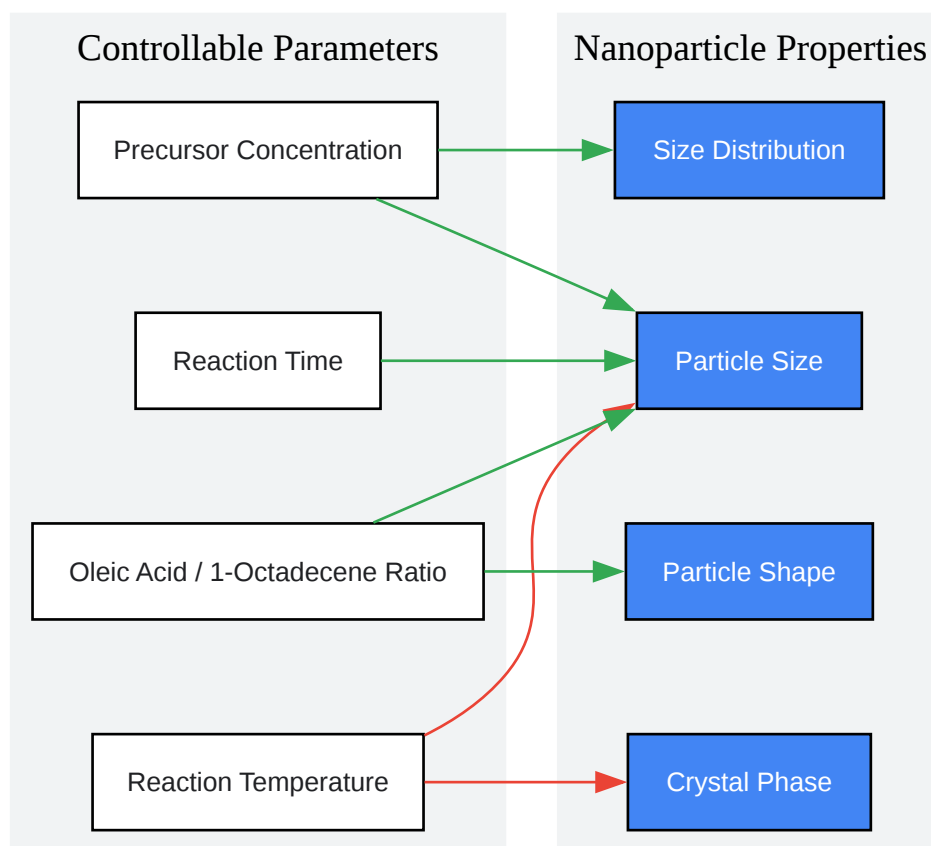 Controllable Parameters
Nanoparticle Properties
Precursor Concentration
Size Distribution
Reaction Time
Particle Size
Oleic Acid / 1-Octadecene Ratio
Particle Shape
Reaction Temperature
Crystal Phase